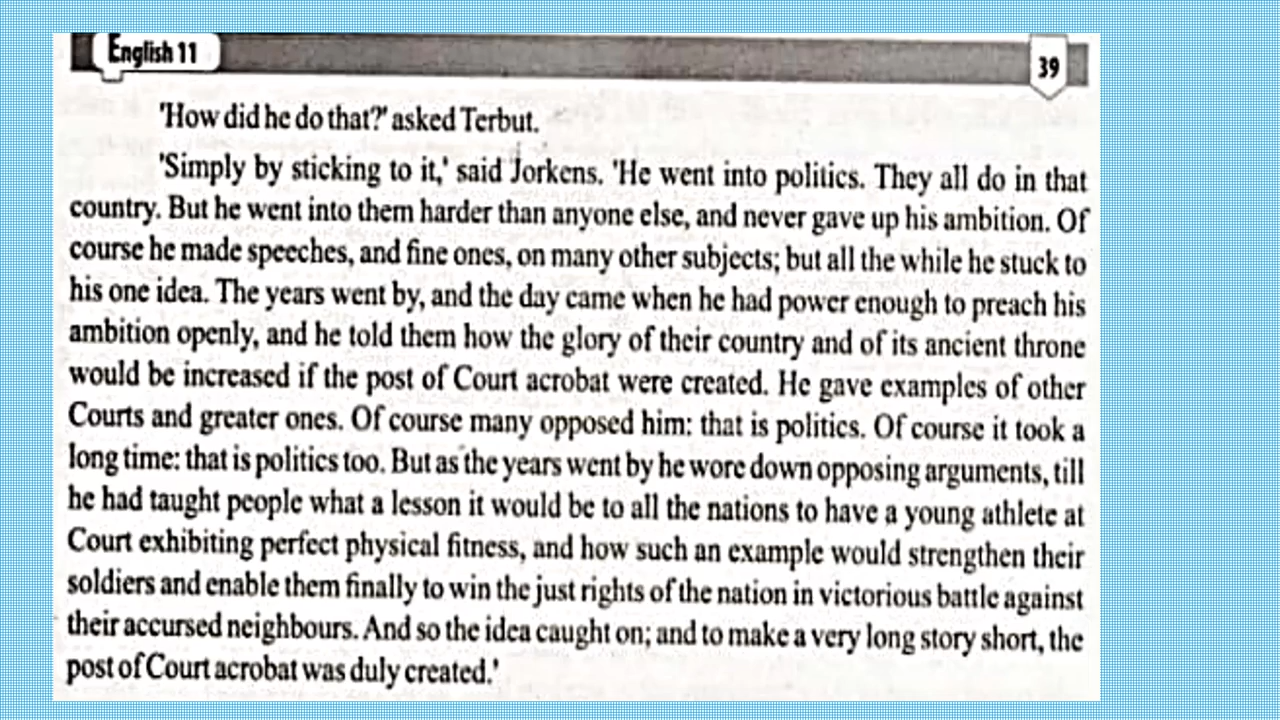 English 11
39
'How did he do that?' asked Terbut.
'Simply by sticking to it,' said Jorkens. 'He went into politics. They all do in that
country. But he went into them harder than anyone else, and never gave up his ambition. Of
course he made speeches, and fine ones, on many other subjects; but all the while he stuck to
his one idea. The years went by, and the day came when he had power enough to preach his
ambition openly, and he told them how the glory of their country and of its ancient throne
would be increased if the post of Court acrobat were created. He gave examples of other
Courts and greater ones. Of course many opposed him: that is politics. Of course it took a
long time: that is politics too. But as the years went by he wore down opposing arguments, till
he had taught people what a lesson it would be to all the nations to have a young athlete at
Court exhibiting perfect physical fitness, and how such an example would strengthen their
soldiers and enable them finally to win the just rights of the nation in victorious battle against
their accursed neighbours. And so the idea caught on; and to make a very long story short, the
post of Court acrobat was duly created.'